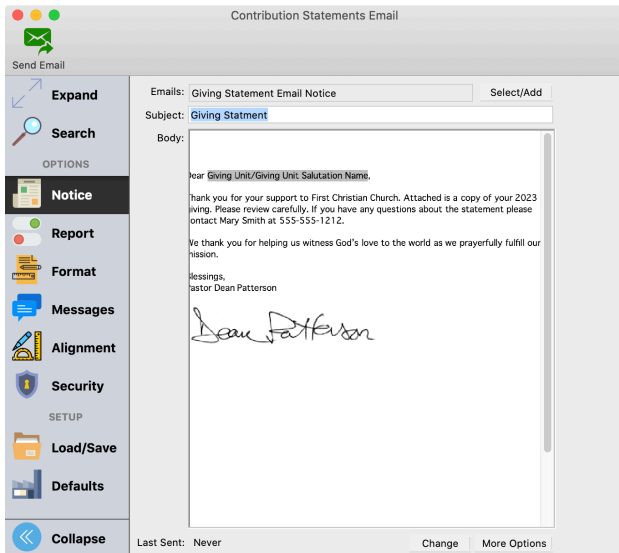 Contribution Statements Email
Send Email
Expand
Search
OPTIONS
Notice
Report
Format
Messages
Alignment
Security
SETUP
Load/Save
Defaults
Collapse
Emails: Giving Statement Email Notice Select/Add
Subject: Giving Statment
Body:
Dear Giving Unit/Giving Unit Salutation Name,
Thank you for your support to First Christian Church. Attached is a copy of your 2023
giving. Please review carefully. If you have any questions about the statement please
contact Mary Smith at 555-555-1212.
We thank you for helping us witness God's love to the world as we prayerfully fulfill our
mission.
Blessings,
Pastor Dean Patterson
Dean Patterson
Last Sent: Never Change More Options